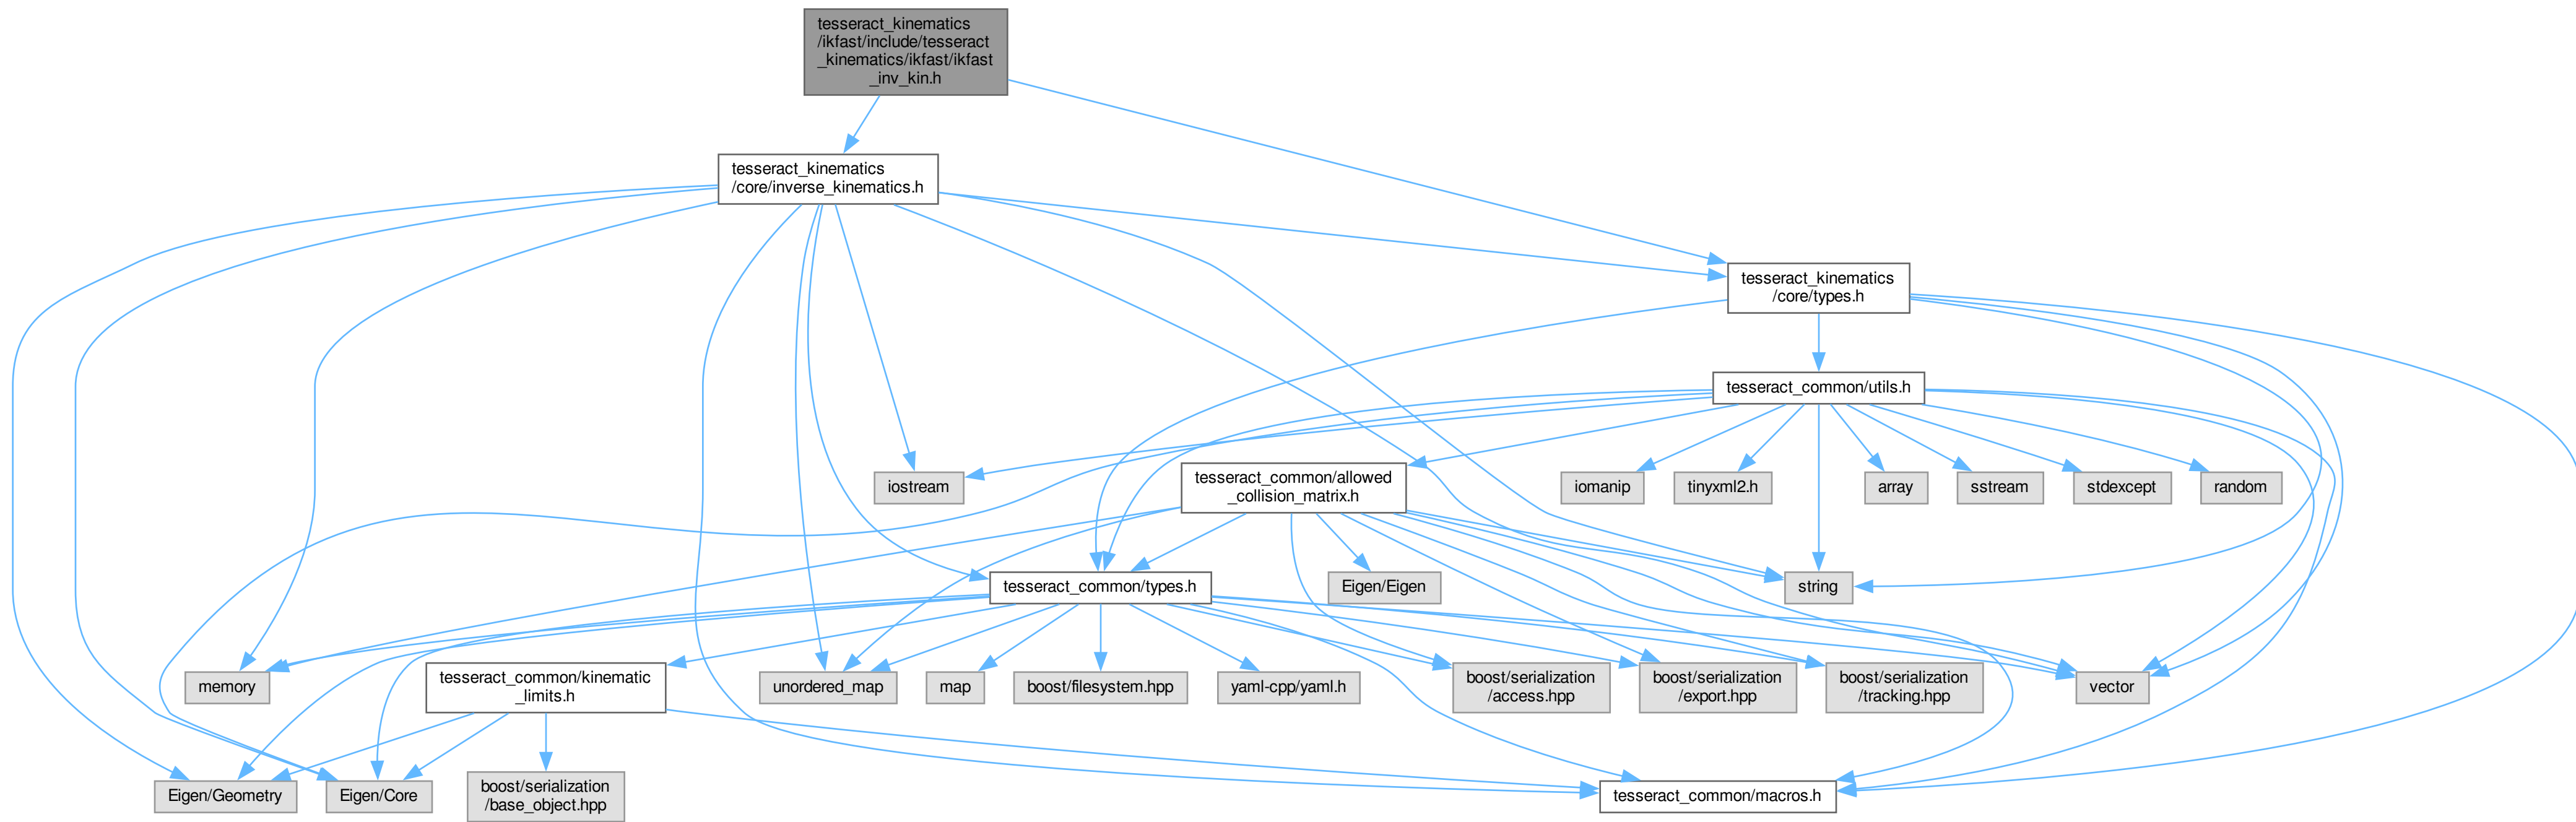 tesseract_kinematics
/ikfast/include/tesseract
_kinematics/ikfast/ikfast
_inv_kin.h
tesseract_kinematics
/core/inverse_kinematics.h
tesseract_kinematics
/core/types.h
tesseract_common/utils.h
iostream
tesseract_common/allowed
_collision_matrix.h
iomanip
tinyxml2.h
array
sstream
stdexcept
random
tesseract_common/types.h
Eigen/Eigen
string
memory
tesseract_common/kinematic
_limits.h
unordered_map
map
boost/filesystem.hpp
yaml-cpp/yaml.h
boost/serialization
/access.hpp
boost/serialization
/export.hpp
boost/serialization
/tracking.hpp
vector
Eigen/Geometry
Eigen/Core
boost/serialization
/base_object.hpp
tesseract_common/macros.h